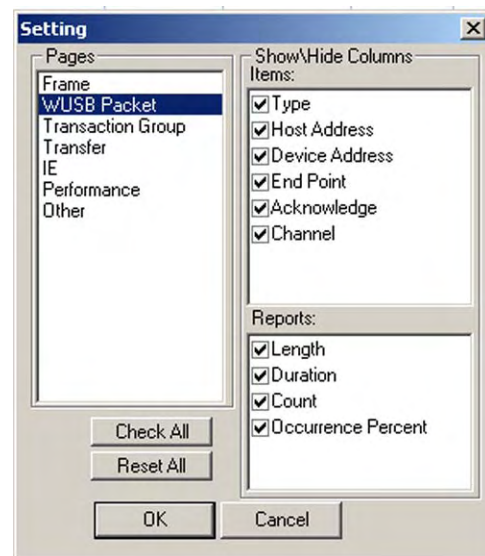 Setting
Pages
Frame
WUSB Packet
Transaction Group
Transfer
IE
Performance
Other
Show\Hide Columns
Items:
Type
Host Address
Device Address
End Point
Acknowledge
Channel
Reports:
Length
Duration
Count
Occurrence Percent
Check All
Reset All
OK
Cancel